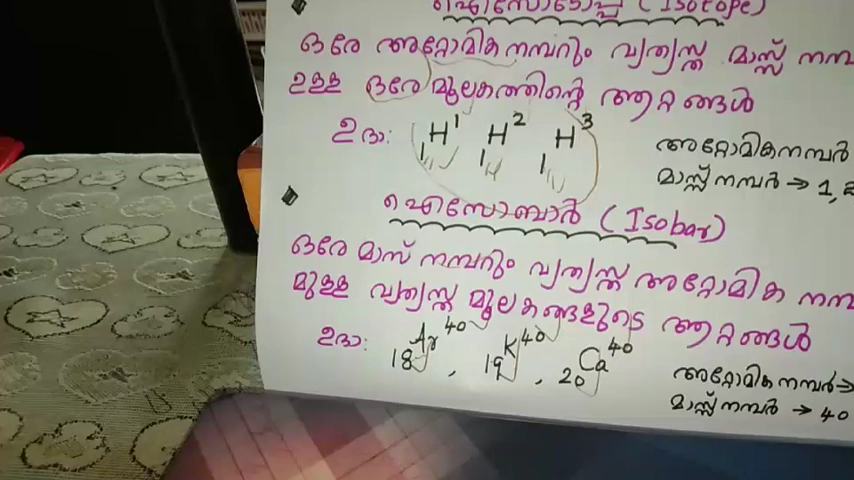 ഐസോടോപ്പ് (Isotope)
ഒരേ അറ്റോമിക നമ്പറും വ്യത്യസ്ത മാസ്സ് നമ്പ
ഉള്ള ഒരേ മൂലകത്തിന്റെ ആറ്റങ്ങൾ
ഉദാ: ₁H¹ ₁H² ₁H³
അറ്റോമികനമ്പർ
മാസ്സ് നമ്പർ → 1,
ഐസോബാർ (Isobar)
ഒരേ മാസ് നമ്പറും വ്യത്യസ്ത അറ്റോമിക നമ്പ
മുള്ള വ്യത്യസ്ത മൂലകങ്ങളുടെ ആറ്റങ്ങൾ
ഉദാ: ₁₈Ar⁴⁰, ₁₉K⁴⁰, ₂₀Ca⁴⁰
അറ്റോമികനമ്പർ→
മാസ്സ് നമ്പർ → 40